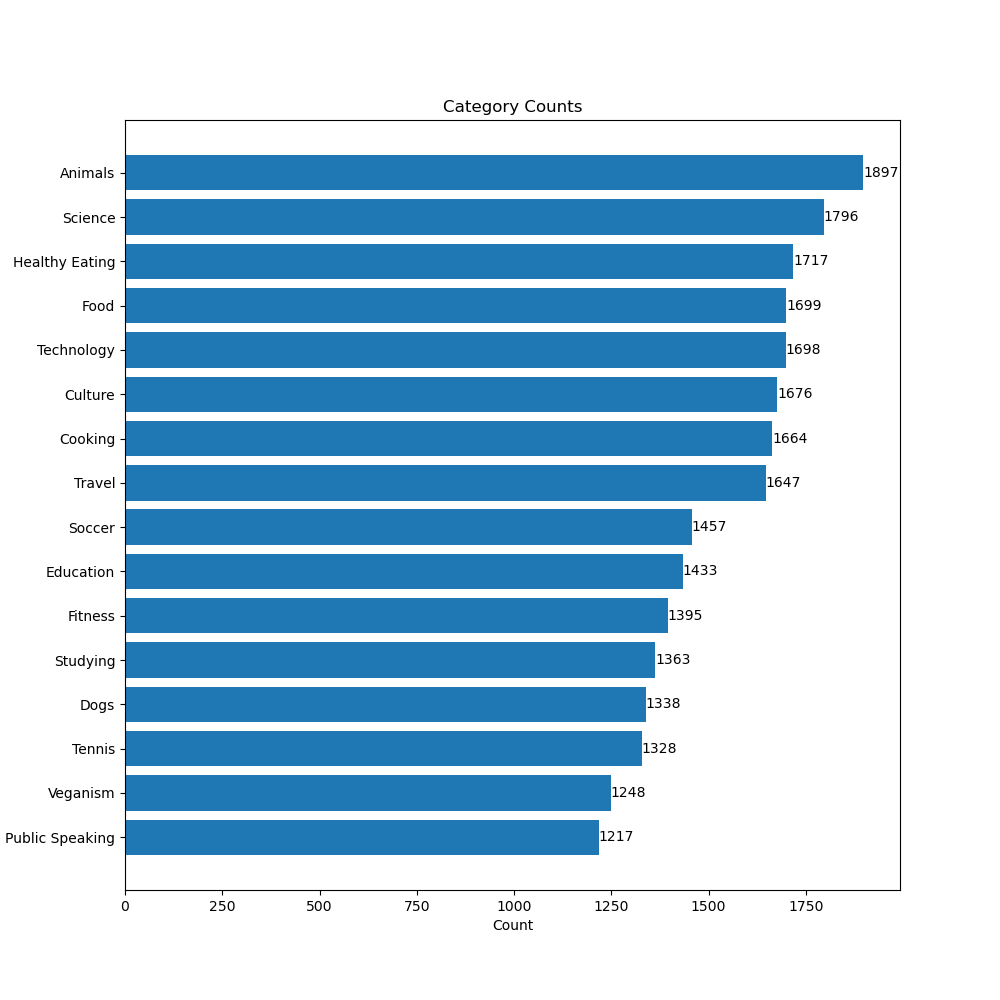 Category Counts
Animals 1897
Science 1796
Healthy Eating 1717
Food 1699
Technology 1698
Culture 1676
Cooking 1664
Travel 1647
Soccer 1457
Education 1433
Fitness 1395
Studying 1363
Dogs 1338
Tennis 1328
Veganism 1248
Public Speaking 1217
0 250 500 750 1000 1250 1500 1750
Count